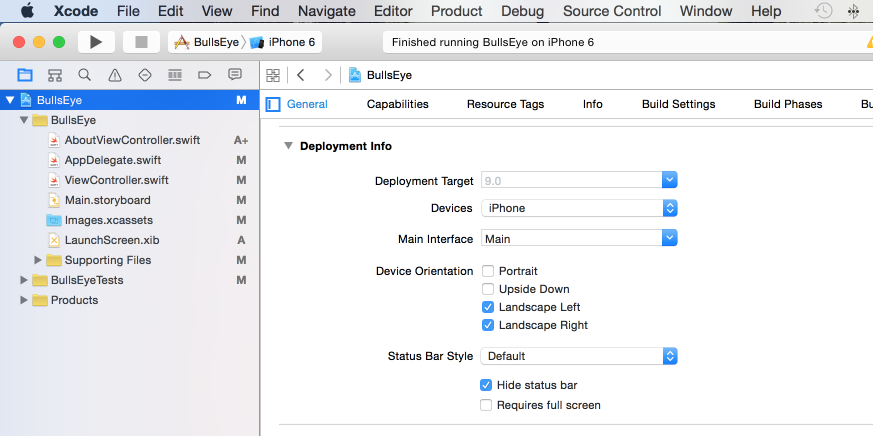 Xcode File Edit View Find Navigate Editor Product Debug Source Control Window Help
BullsEye iPhone 6
Finished running BullsEye on iPhone 6
BullsEye
BullsEye M
General Capabilities Resource Tags Info Build Settings Build Phases Bu
BullsEye
AboutViewController.swift A+
AppDelegate.swift M
ViewController.swift M
Main.storyboard M
Images.xcassets M
LaunchScreen.xib A
Supporting Files M
BullsEyeTests M
Products
Deployment Info
Deployment Target 9.0
Devices iPhone
Main Interface Main
Device Orientation Portrait
Upside Down
Landscape Left
Landscape Right
Status Bar Style Default
Hide status bar
Requires full screen